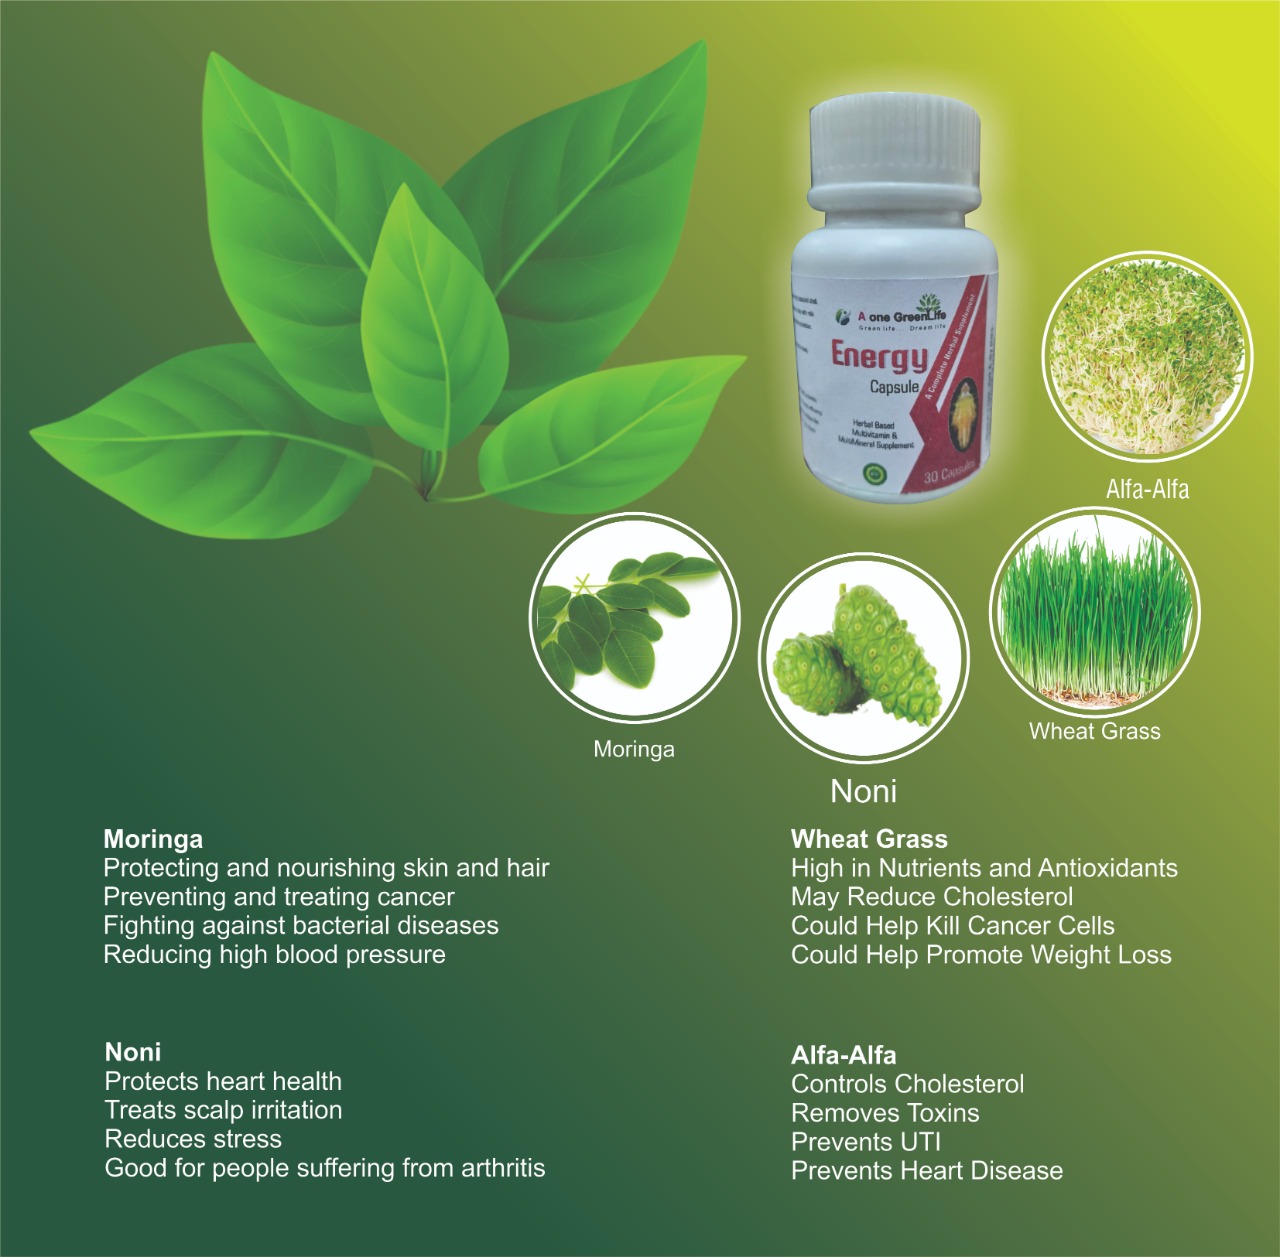 A one GreenLife
Green life.... Dream life
Energy
Capsule
A Complete Herbal Supplement
Herbal Based
Multivitamin &
MultiMineral Supplement
30 Capsules
Alfa-Alfa
Wheat Grass
Moringa
Noni
Moringa
Protecting and nourishing skin and hair
Preventing and treating cancer
Fighting against bacterial diseases
Reducing high blood pressure
Wheat Grass
High in Nutrients and Antioxidants
May Reduce Cholesterol
Could Help Kill Cancer Cells
Could Help Promote Weight Loss
Noni
Protects heart health
Treats scalp irritation
Reduces stress
Good for people suffering from arthritis
Alfa-Alfa
Controls Cholesterol
Removes Toxins
Prevents UTI
Prevents Heart Disease